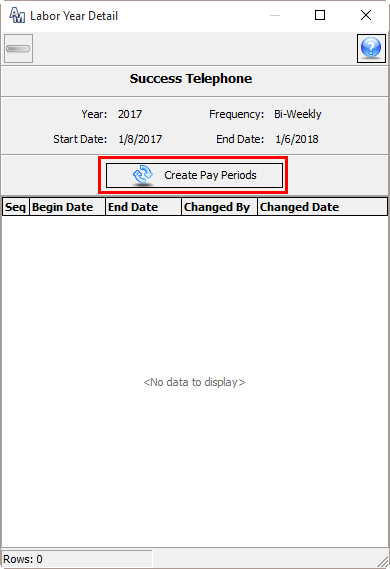 AM Labor Year Detail
Success Telephone
Year: 2017 Frequency: Bi-Weekly
Start Date: 1/8/2017 End Date: 1/6/2018
Create Pay Periods
Seq Begin Date End Date Changed By Changed Date
<No data to display>
Rows: 0